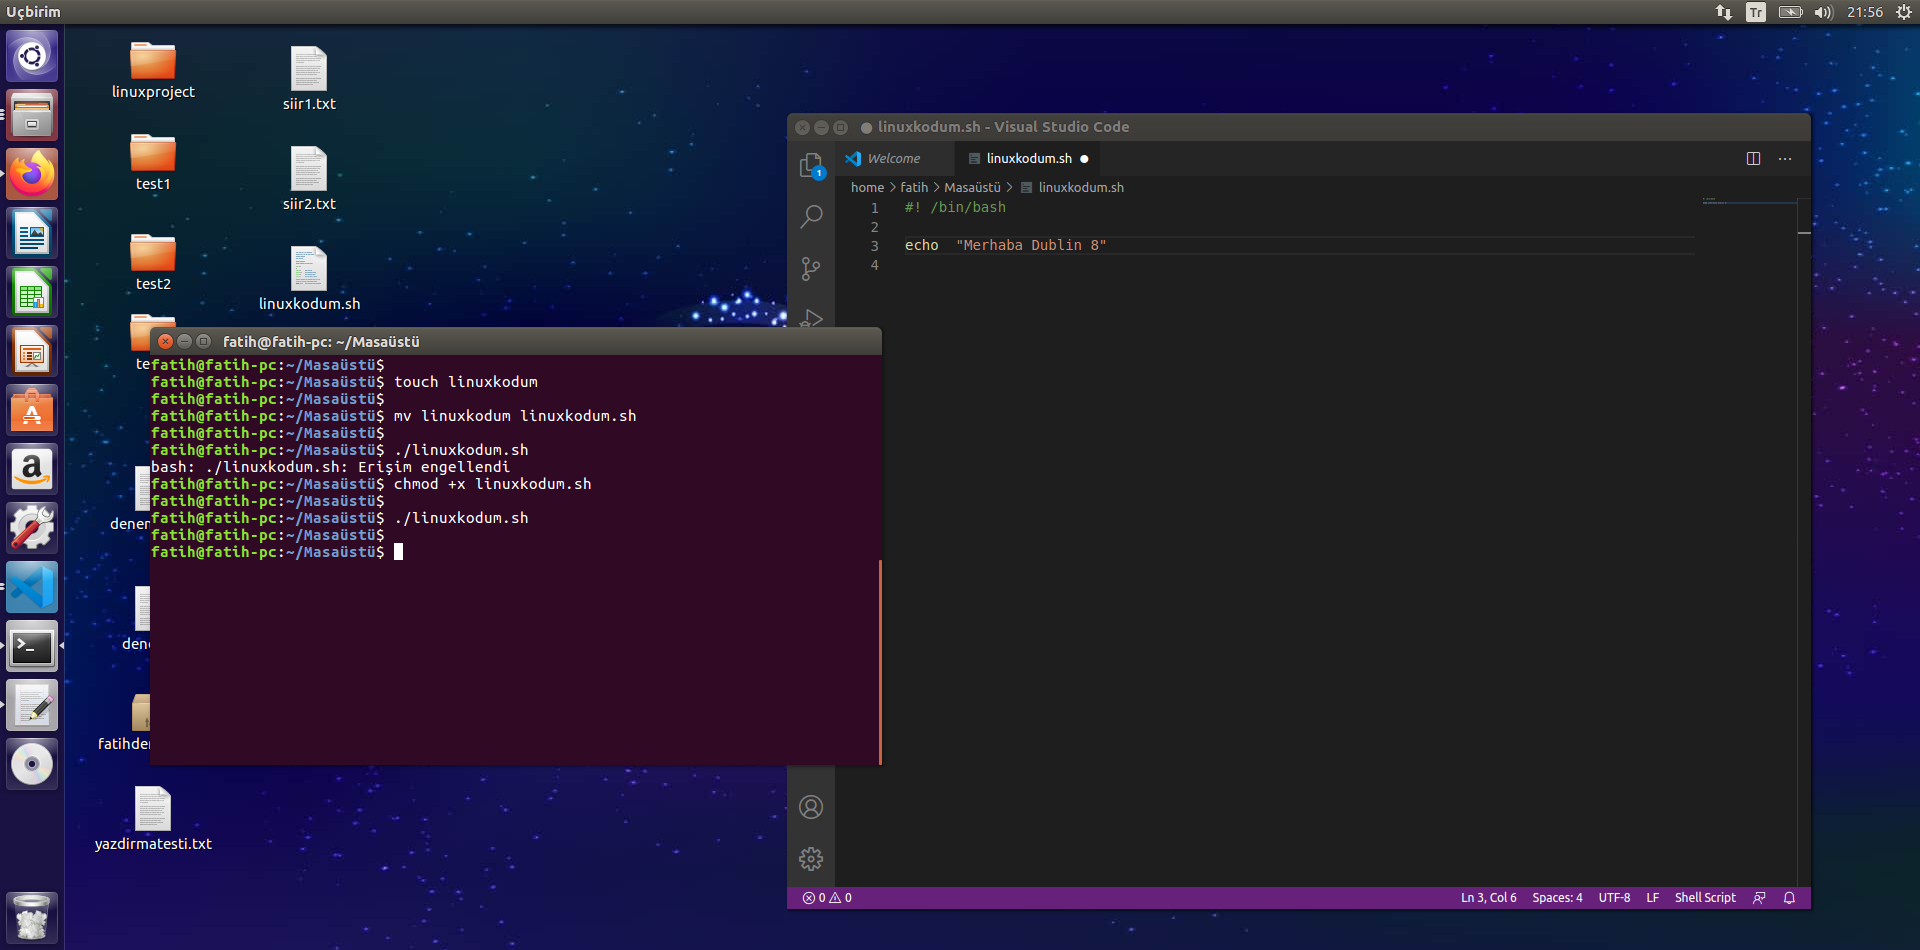 Uçbirim
Tr
21:56
linuxproject
siir1.txt
test1
siir2.txt
test2
linuxkodum.sh
te
denem
dene
fatihder
yazdirmatesti.txt
linuxkodum.sh - Visual Studio Code
Welcome
linuxkodum.sh
1
home > fatih > Masaüstü > linuxkodum.sh
1 #! /bin/bash
2
3 echo  "Merhaba Dublin 8"
4
fatih@fatih-pc: ~/Masaüstü
fatih@fatih-pc:~/Masaüstü$
fatih@fatih-pc:~/Masaüstü$ touch linuxkodum
fatih@fatih-pc:~/Masaüstü$
fatih@fatih-pc:~/Masaüstü$ mv linuxkodum linuxkodum.sh
fatih@fatih-pc:~/Masaüstü$
fatih@fatih-pc:~/Masaüstü$ ./linuxkodum.sh
bash: ./linuxkodum.sh: Erişim engellendi
fatih@fatih-pc:~/Masaüstü$ chmod +x linuxkodum.sh
fatih@fatih-pc:~/Masaüstü$
fatih@fatih-pc:~/Masaüstü$ ./linuxkodum.sh
fatih@fatih-pc:~/Masaüstü$
fatih@fatih-pc:~/Masaüstü$
0 0
Ln 3, Col 6 Spaces: 4 UTF-8 LF Shell Script